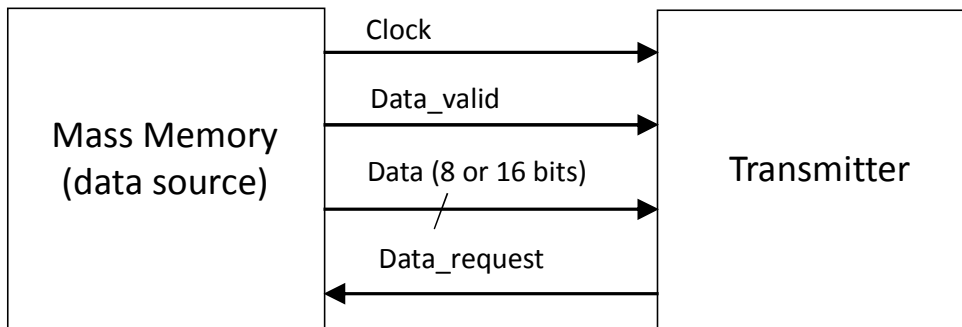 Mass Memory
(data source)
Clock
Data_valid
Data (8 or 16 bits)
Data_request
Transmitter